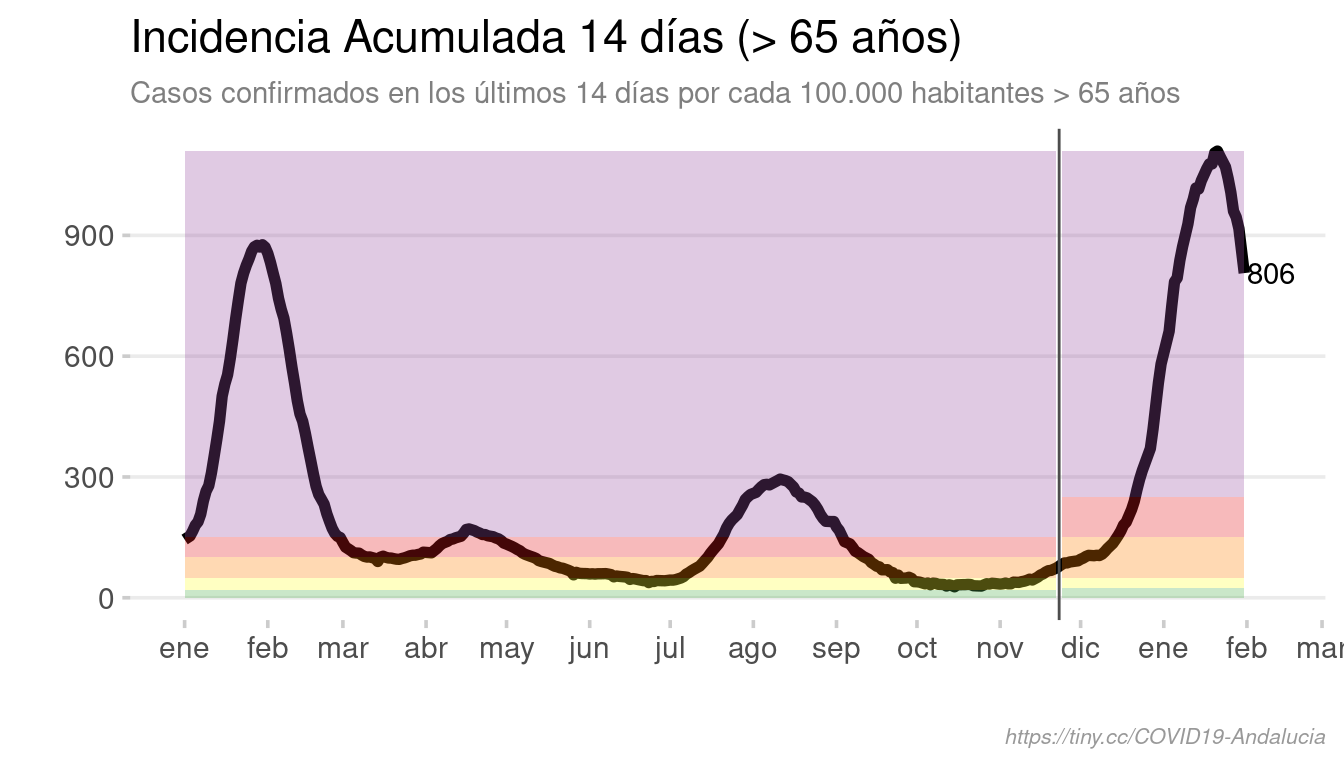 Incidencia Acumulada 14 días (> 65 años)
Casos confirmados en los últimos 14 días por cada 100.000 habitantes > 65 años
900
600
300
0
806
ene feb mar abr may jun jul ago sep oct nov dic ene feb mar
https://tiny.cc/COVID19-Andalucia